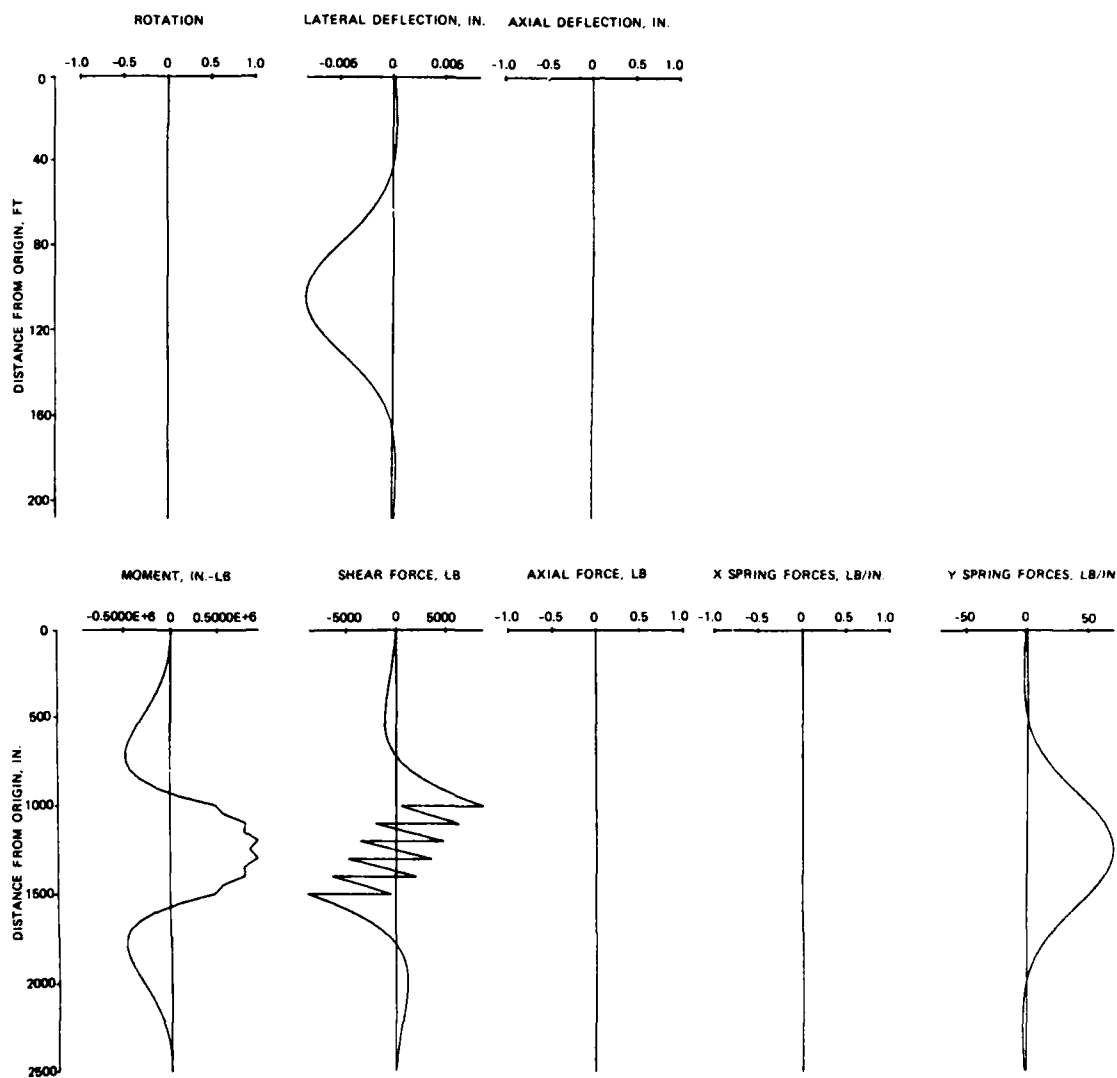 ROTATION
LATERAL DEFLECTION, IN.
AXIAL DEFLECTION, IN.
-1.0 -0.5 0 0.5 1.0
-0.006 0 0.006
-1.0 -0.5 0 0.5 1.0
DISTANCE FROM ORIGIN, FT
0
40
80
120
160
200
MOMENT, IN.-LB
SHEAR FORCE, LB
AXIAL FORCE, LB
X SPRING FORCES, LB/IN.
Y SPRING FORCES, LB/IN
-0.5000E+6 0 0.5000E+6
-5000 0 5000
-1.0 -0.5 0 0.5 1.0
-1.0 -0.5 0 0.5 1.0
-50 0 50
DISTANCE FROM ORIGIN, IN.
0
500
1000
1500
2000
2500